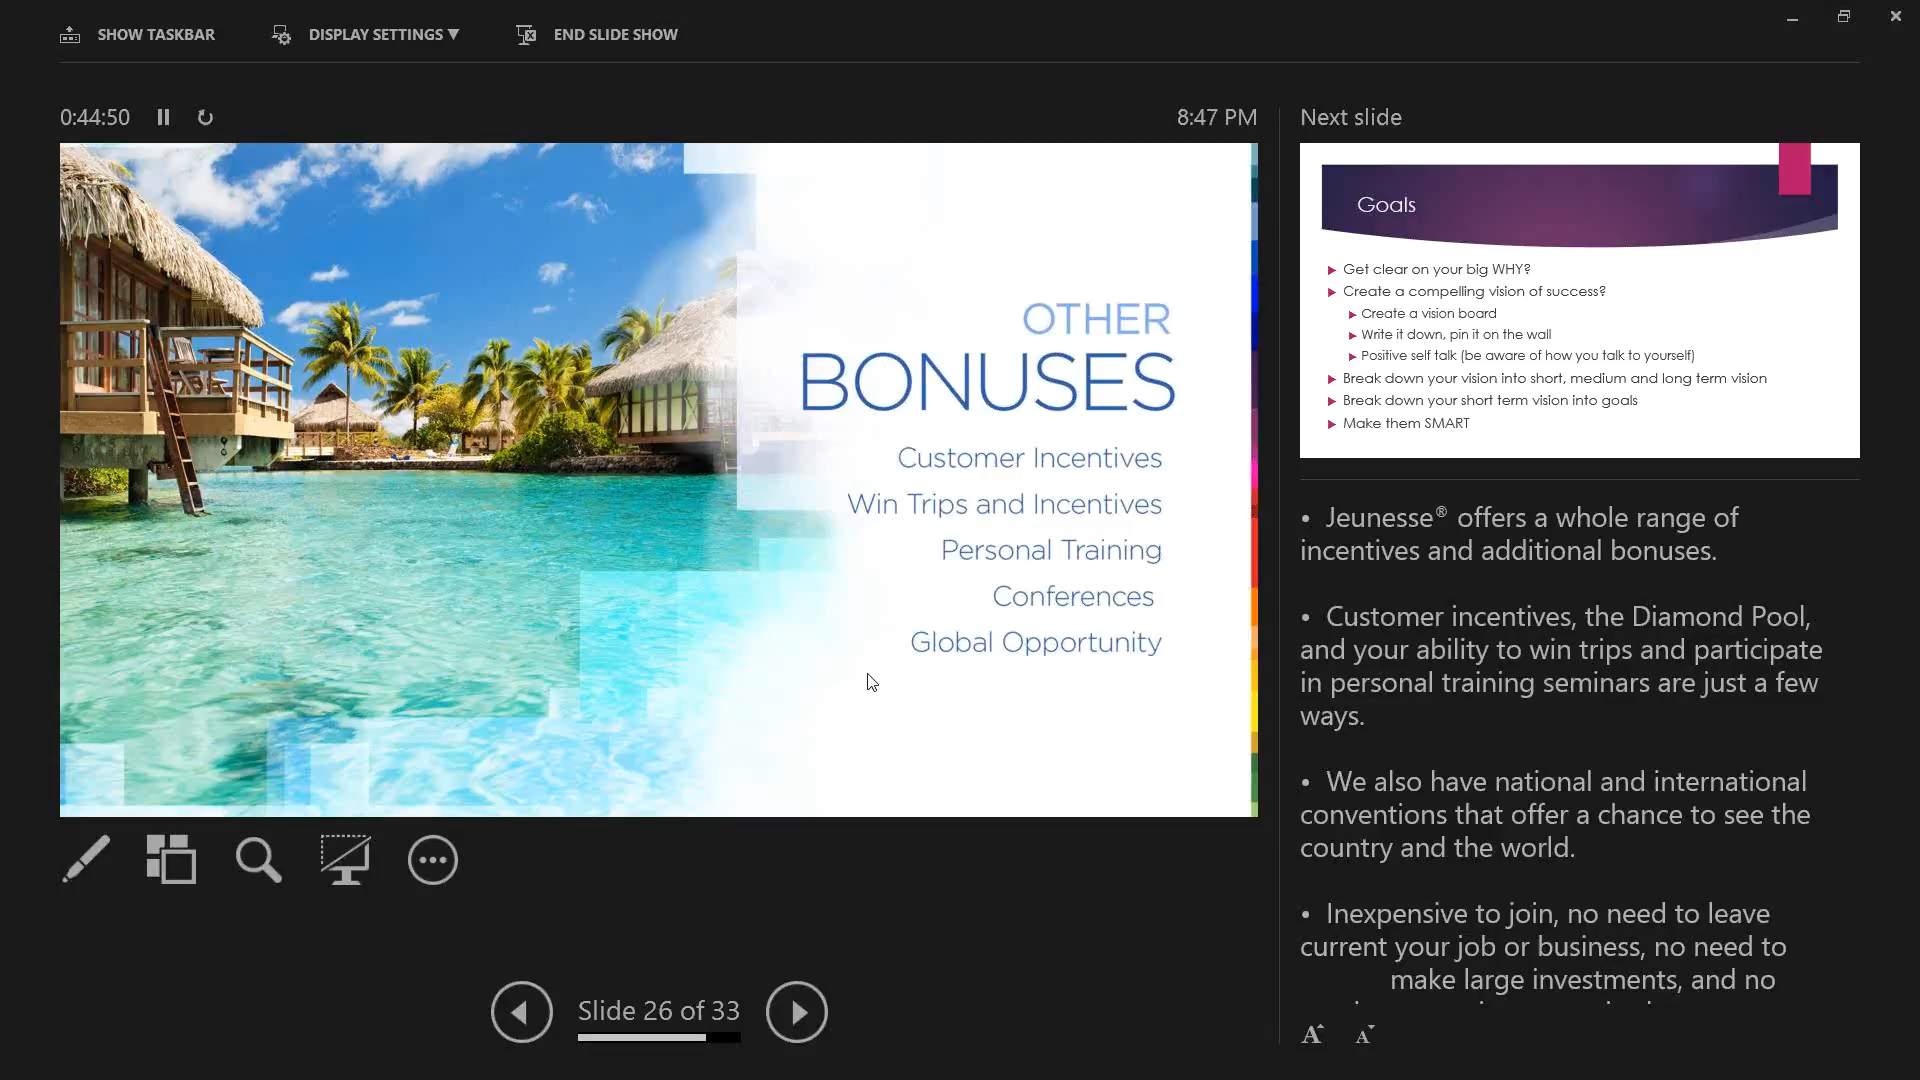 SHOW TASKBAR
DISPLAY SETTINGS ▼
END SLIDE SHOW
0:44:50
8:47 PM
OTHER
BONUSES
Customer Incentives
Win Trips and Incentives
Personal Training
Conferences
Global Opportunity
Slide 26 of 33
Next slide
Goals
Get clear on your big WHY?
Create a compelling vision of success?
Create a vision board
Write it down, pin it on the wall
Positive self talk (be aware of how you talk to yourself)
Break down your vision into short, medium and long term vision
Break down your short term vision into goals
Make them SMART
• Jeunesse® offers a whole range of
incentives and additional bonuses.
• Customer incentives, the Diamond Pool,
and your ability to win trips and participate
in personal training seminars are just a few
ways.
• We also have national and international
conventions that offer a chance to see the
country and the world.
• Inexpensive to join, no need to leave
current your job or business, no need to
make large investments, and no
A A